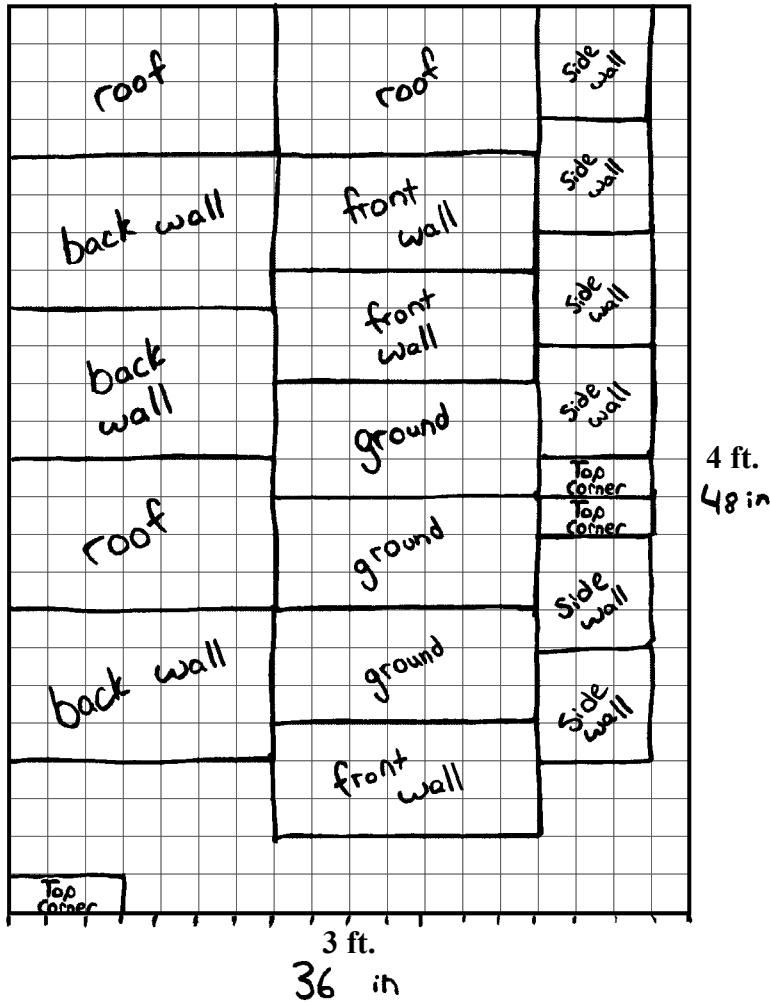 roof
roof
side
wall
back wall
front
wall
side
wall
front
wall
side
wall
back
wall
ground
side
wall
Top
corner
Top
corner
roof
ground
side
wall
back wall
ground
side
wall
front
wall
Top
corner
4 ft.
48 in
3 ft.
36 in